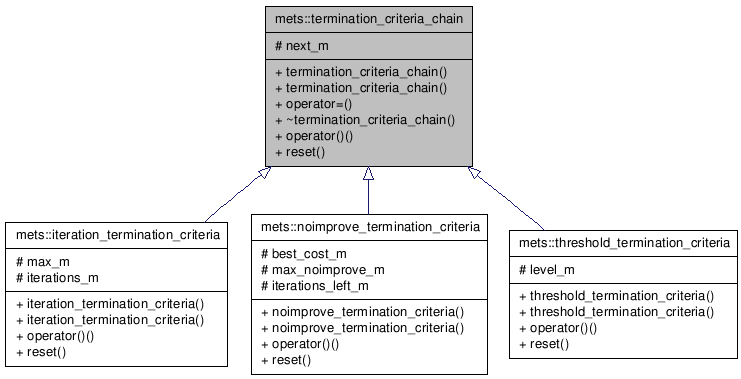 mets::termination_criteria_chain
# next_m
+ termination_criteria_chain()
+ termination_criteria_chain()
+ operator=()
+ ~termination_criteria_chain()
+ operator()()
+ reset()
mets::iteration_termination_criteria
# max_m
# iterations_m
+ iteration_termination_criteria()
+ iteration_termination_criteria()
+ operator()()
+ reset()
mets::noimprove_termination_criteria
# best_cost_m
# max_noimprove_m
# iterations_left_m
+ noimprove_termination_criteria()
+ noimprove_termination_criteria()
+ operator()()
+ reset()
mets::threshold_termination_criteria
# level_m
+ threshold_termination_criteria()
+ threshold_termination_criteria()
+ operator()()
+ reset()